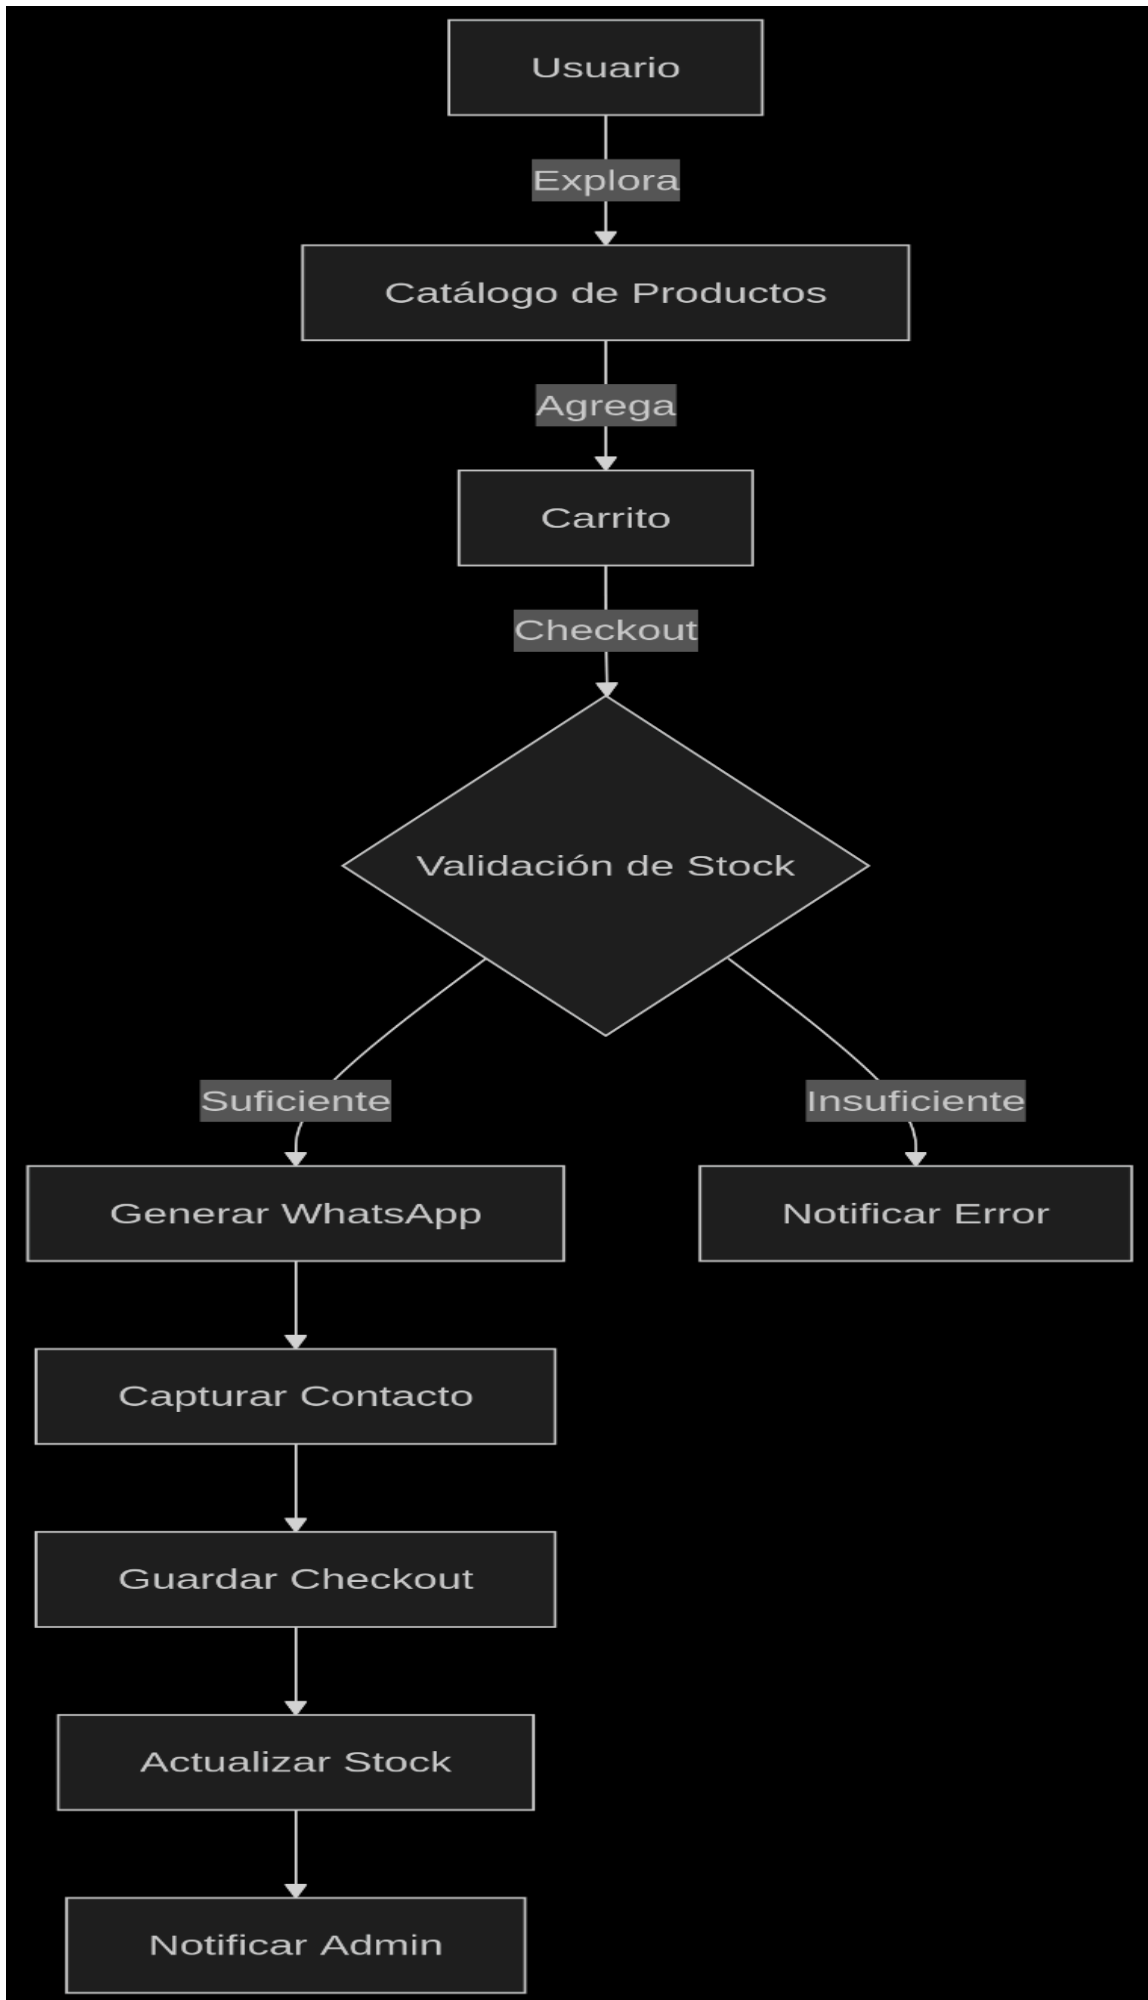 Usuario
Explora
Catálogo de Productos
Agrega
Carrito
Checkout
Validación de Stock
Suficiente
Insuficiente
Generar WhatsApp
Notificar Error
Capturar Contacto
Guardar Checkout
Actualizar Stock
Notificar Admin